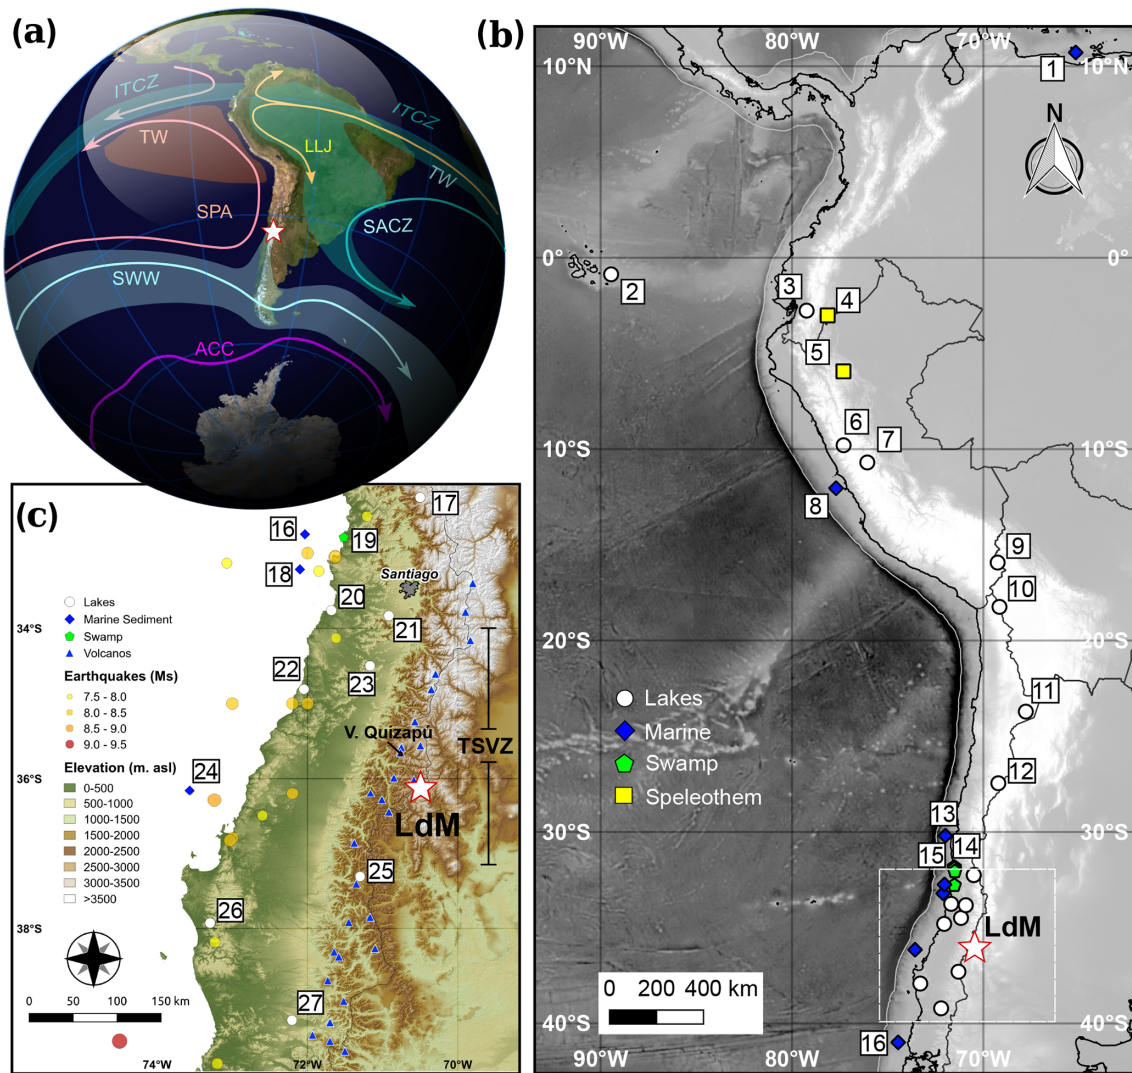 (a)
ITCZ
TW
ITCZ
LLJ
TW
SPA
SACZ
SWW
ACC
(b)
90°W
80°W
70°W
10°N
10°N
1
N
0°
0°
2
3
4
5
6
7
10°S
10°S
8
9
10
20°S
20°S
11
Lakes
Marine
Swamp
Speleothem
12
13
14
15
30°S
30°S
LdM
0 200 400 km
16
40°S
40°S
90°W
80°W
70°W
(c)
17
16
19
18
Santiago
20
21
22
23
V. Quizapú
TSVZ
24
LdM
25
26
27
Lakes
Marine Sediment
Swamp
Volcanos
Earthquakes (Ms)
7.5 - 8.0
8.0 - 8.5
8.5 - 9.0
9.0 - 9.5
Elevation (m. asl)
0-500
500-1000
1000-1500
1500-2000
2000-2500
2500-3000
3000-3500
>3500
34°S
36°S
38°S
0 50 100 150 km
74°W
72°W
70°W